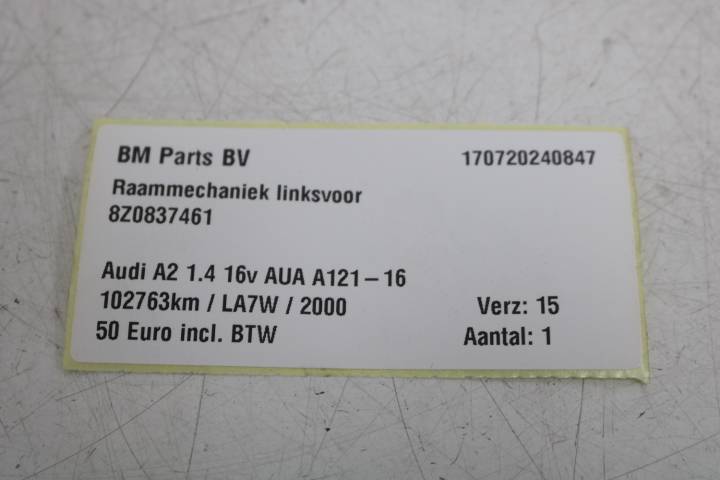 BM Parts BV 170720240847
Raammechaniek linksvoor
8Z0837461
Audi A2 1.4 16v AUA A121-16
102763km / LA7W / 2000 Verz: 15
50 Euro incl. BTW Aantal: 1